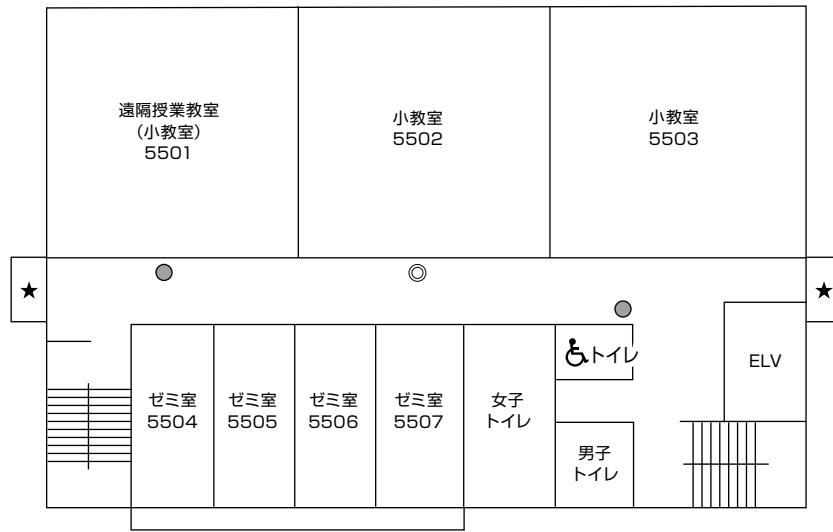 遠隔授業教室
（小教室）
5501
小教室
5502
小教室
5503
★
★
トイレ
ELV
ゼミ室
5504
ゼミ室
5505
ゼミ室
5506
ゼミ室
5507
女子
トイレ
男子
トイレ